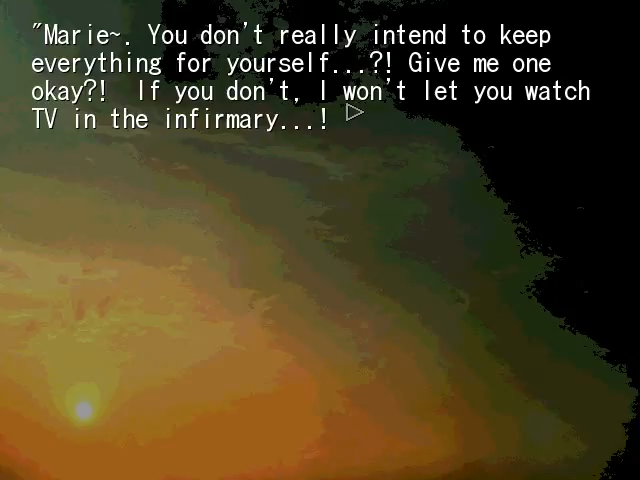 "Marie~. You don't really intend to keep
everything for yourself...?! Give me one
okay?!  If you don't, I won't let you watch
TV in the infirmary...!